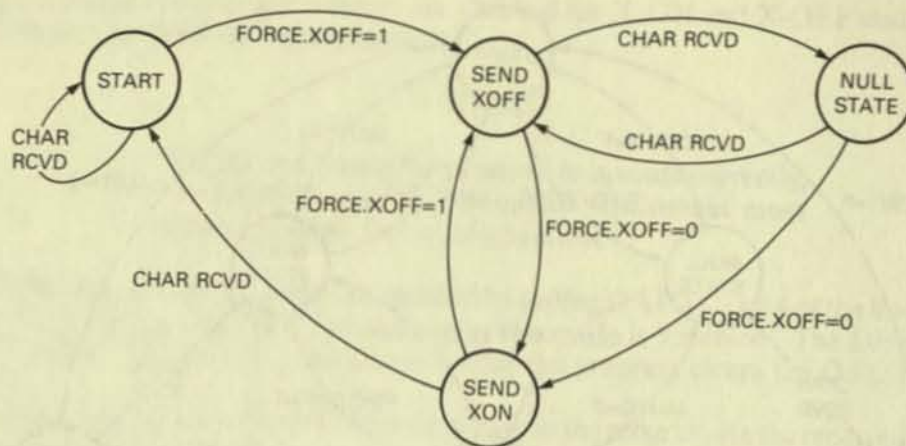 FORCE.XOFF=1
CHAR RCVD
START
SEND
XOFF
NULL
STATE
CHAR
RCVD
CHAR RCVD
FORCE.XOFF=1
FORCE.XOFF=0
CHAR RCVD
FORCE.XOFF=0
SEND
XON